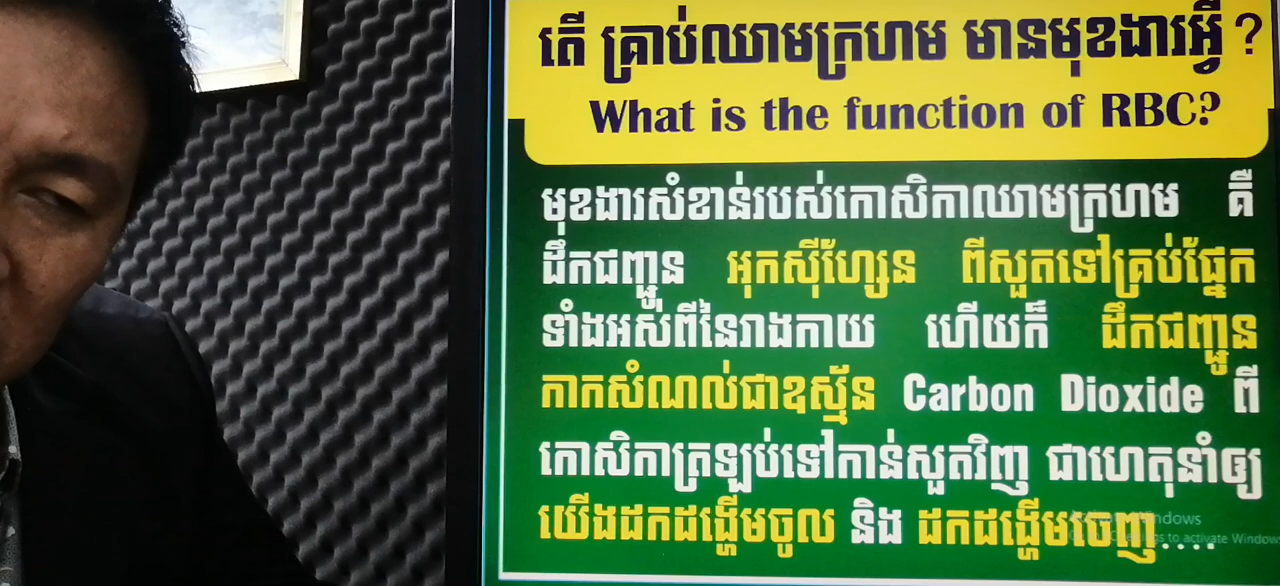 តើ គ្រាប់ឈាមក្រហម មានមុខងារអ្វី ?
What is the function of RBC?
មុខងារសំខាន់របស់កោសិកាឈាមក្រហម គឺ
ដឹកជញ្ជូន អុកស៊ីហ្សែន ពីសួតទៅគ្រប់ផ្នែក
ទាំងអស់ពីនៃរាងកាយ ហើយក៏ ដឹកជញ្ជូន
កាកសំណល់ជាឧស្ម័ន Carbon Dioxide ពី
កោសិកាត្រឡប់ទៅកាន់សួតវិញ ជាហេតុនាំឲ្យ
យើងដកដង្ហើមចូល និង ដកដង្ហើមចេញ....
Windows
to activate Windows